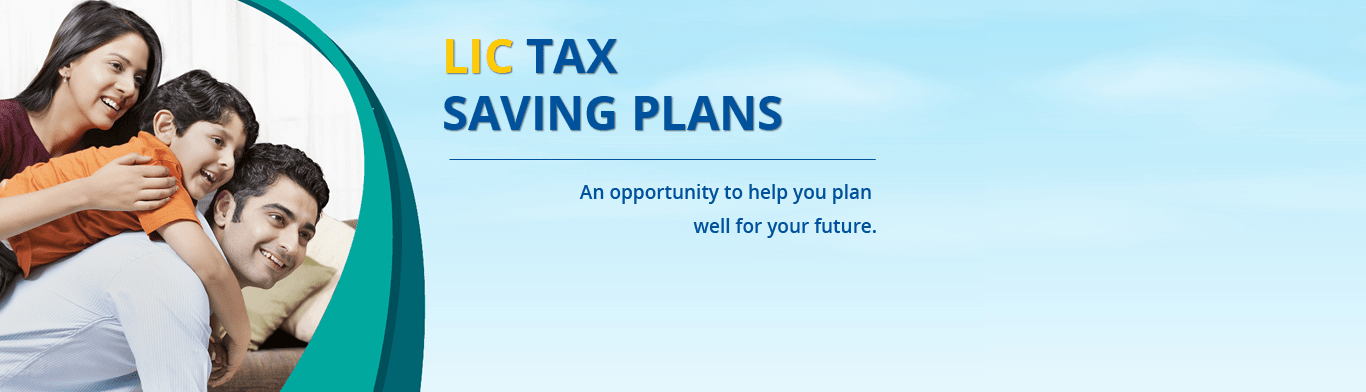 LIC TAX
SAVING PLANS
An opportunity to help you plan
well for your future.